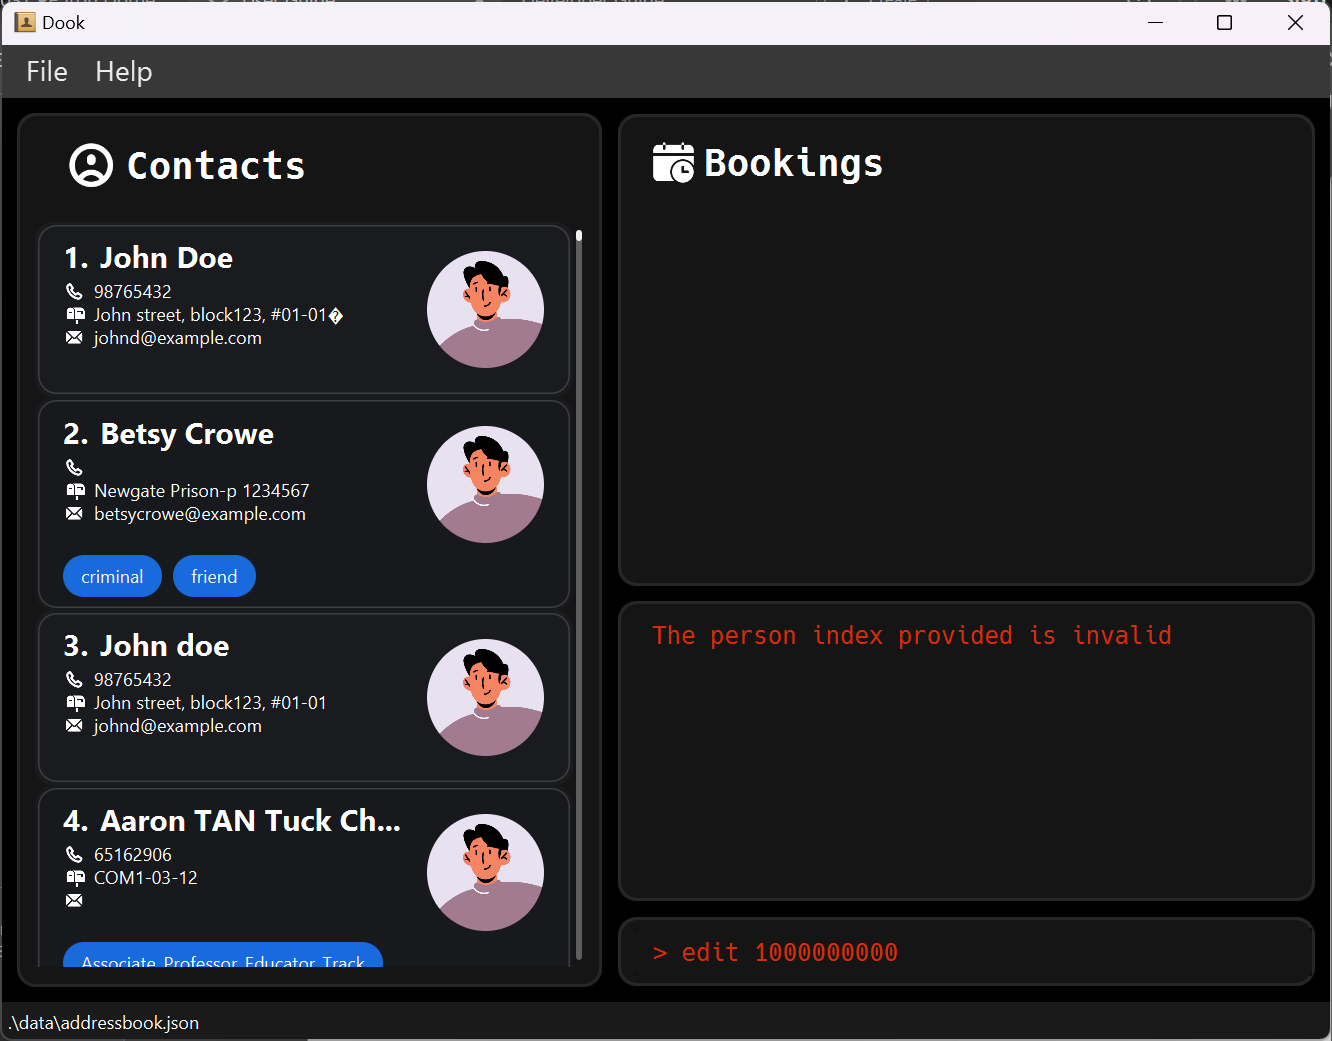 Dook
File Help
Contacts
1. John Doe
98765432
John street, block123, #01-01�
johnd@example.com
2. Betsy Crowe
Newgate Prison-p 1234567
betsycrowe@example.com
criminal friend
3. John doe
98765432
John street, block123, #01-01
johnd@example.com
4. Aaron TAN Tuck Ch...
65162906
COM1-03-12
Associate Professor Educator Track
Bookings
The person index provided is invalid
> edit 1000000000
.\data\addressbook.json